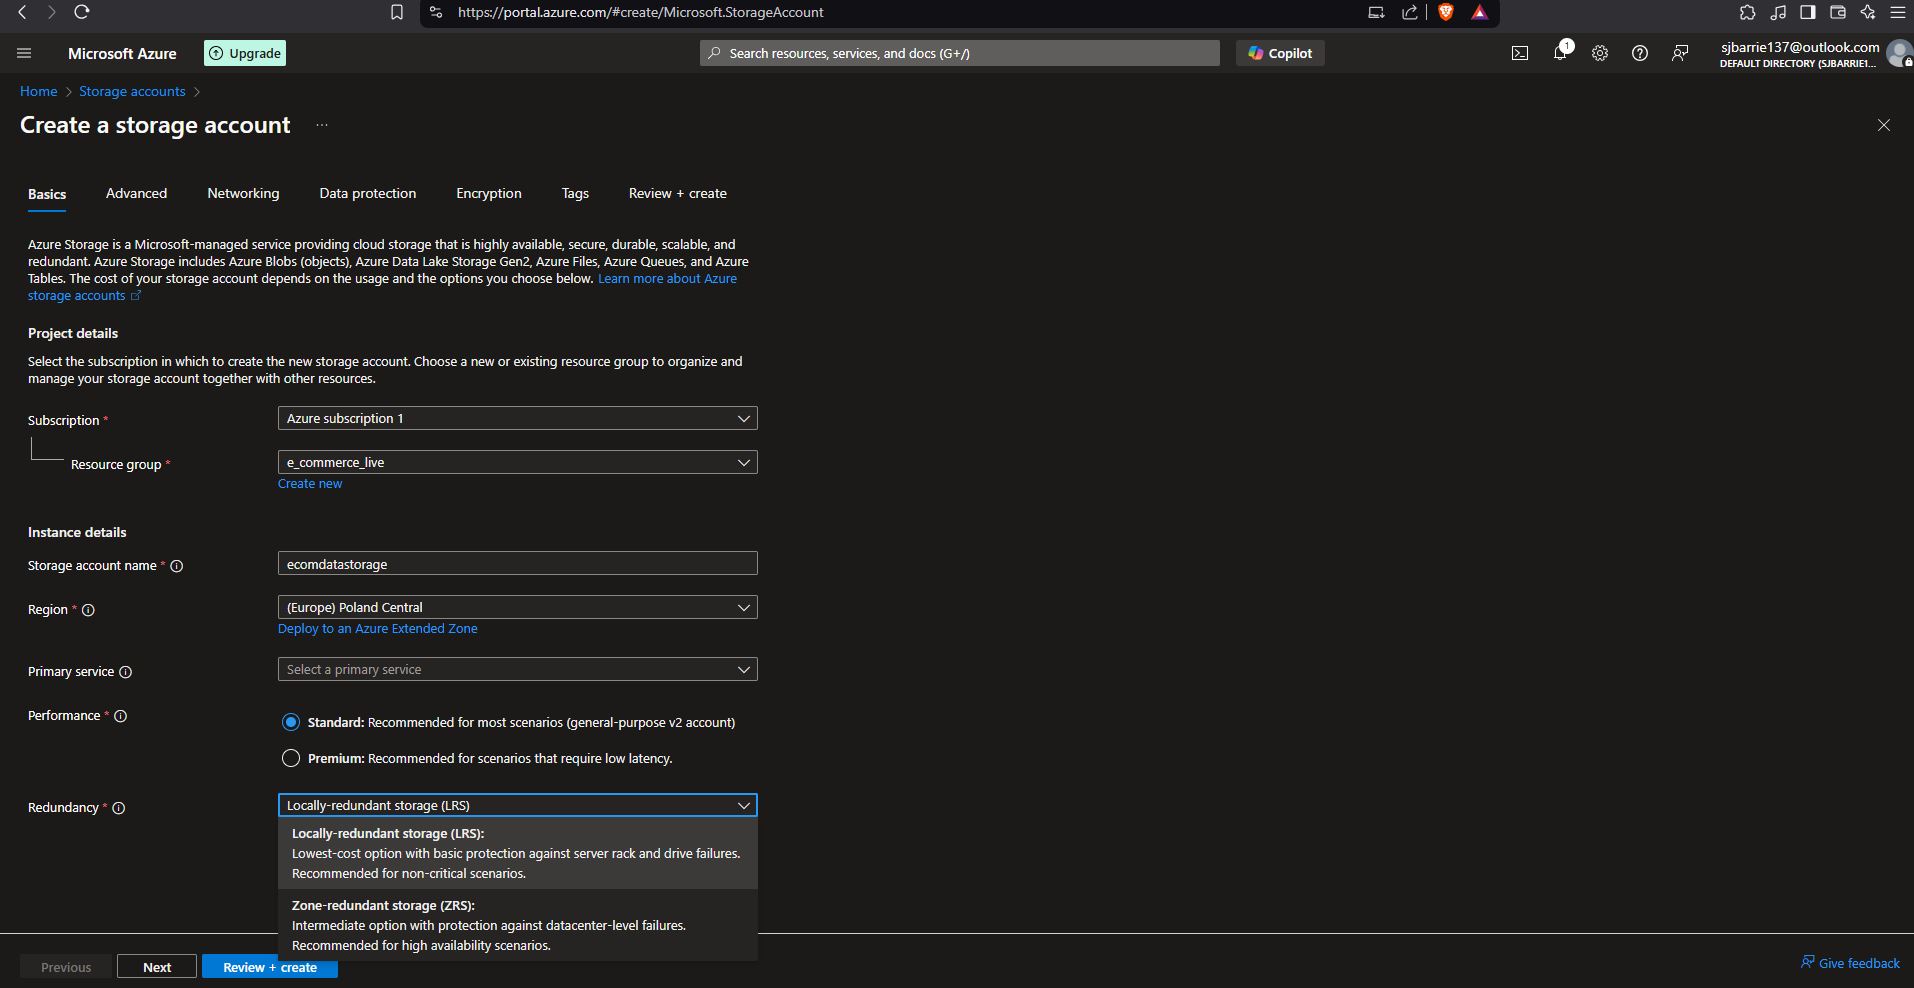 https://portal.azure.com/#create/Microsoft.StorageAccount
Microsoft Azure
Upgrade
Search resources, services, and docs (G+/)
Copilot
1
sjbarrie137@outlook.com
DEFAULT DIRECTORY (SJBARRIE1...
Home > Storage accounts >
Create a storage account ...
Basics Advanced Networking Data protection Encryption Tags Review + create
Azure Storage is a Microsoft-managed service providing cloud storage that is highly available, secure, durable, scalable, and
redundant. Azure Storage includes Azure Blobs (objects), Azure Data Lake Storage Gen2, Azure Files, Azure Queues, and Azure
Tables. The cost of your storage account depends on the usage and the options you choose below. Learn more about Azure
storage accounts
Project details
Select the subscription in which to create the new storage account. Choose a new or existing resource group to organize and
manage your storage account together with other resources.
Subscription *
Azure subscription 1
Resource group *
e_commerce_live
Create new
Instance details
Storage account name *
ecomdatastorage
Region *
(Europe) Poland Central
Deploy to an Azure Extended Zone
Primary service
Select a primary service
Performance *
Standard: Recommended for most scenarios (general-purpose v2 account)
Premium: Recommended for scenarios that require low latency.
Redundancy *
Locally-redundant storage (LRS)
Locally-redundant storage (LRS):
Lowest-cost option with basic protection against server rack and drive failures.
Recommended for non-critical scenarios.
Zone-redundant storage (ZRS):
Intermediate option with protection against datacenter-level failures.
Recommended for high availability scenarios.
Previous
Next
Review + create
Give feedback